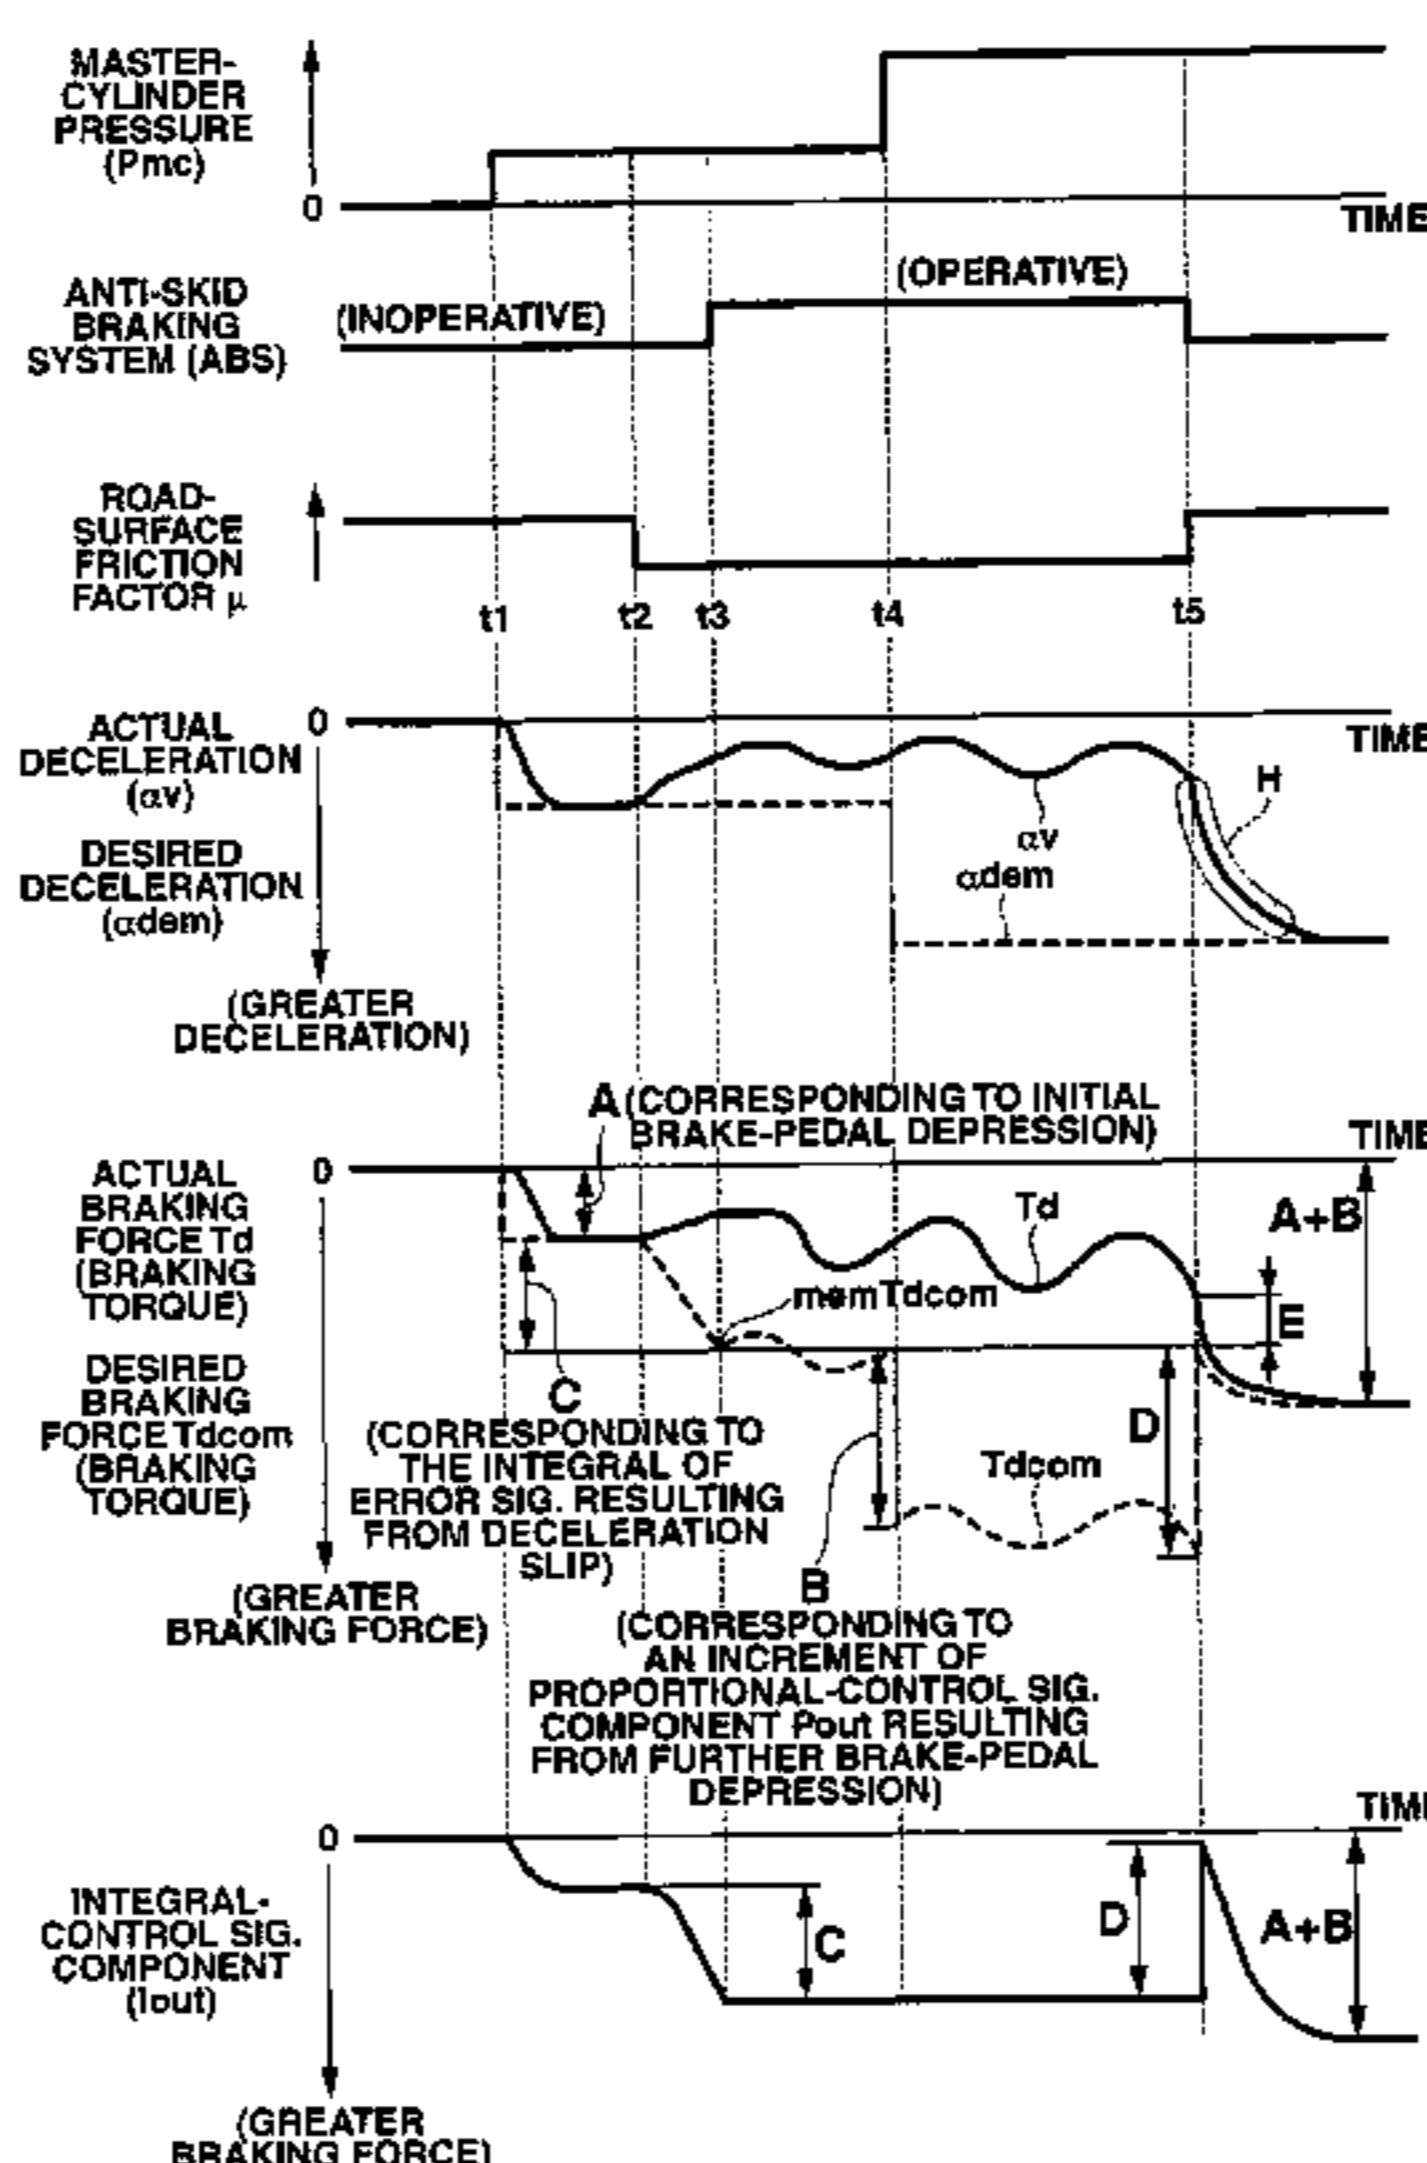 MASTER-
CYLINDER
PRESSURE
(Pmc)
0
TIME
ANTI-SKID
BRAKING
SYSTEM (ABS)
(INOPERATIVE)
(OPERATIVE)
ROAD-
SURFACE
FRICTION
FACTOR μ
t1
t2
t3
t4
t5
ACTUAL
DECELERATION
(αv)
0
TIME
H
αv
DESIRED
DECELERATION
(αdem)
αdem
(GREATER
DECELERATION)
A (CORRESPONDING TO INITIAL
BRAKE-PEDAL DEPRESSION)
TIME
0
ACTUAL
BRAKING
FORCE Td
(BRAKING
TORQUE)
Td
A+B
memTdcom
E
DESIRED
BRAKING
FORCE Tdcom
(BRAKING
TORQUE)
C
(CORRESPONDING TO
THE INTEGRAL OF
ERROR SIG. RESULTING
FROM DECELERATION
SLIP)
D
Tdcom
B
(CORRESPONDING TO
AN INCREMENT OF
PROPORTIONAL-CONTROL SIG.
COMPONENT Pout RESULTING
FROM FURTHER BRAKE-PEDAL
DEPRESSION)
(GREATER
BRAKING FORCE)
0
TIME
INTEGRAL-
CONTROL SIG.
COMPONENT
(Iout)
C
D
A+B
(GREATER
BRAKING FORCE)